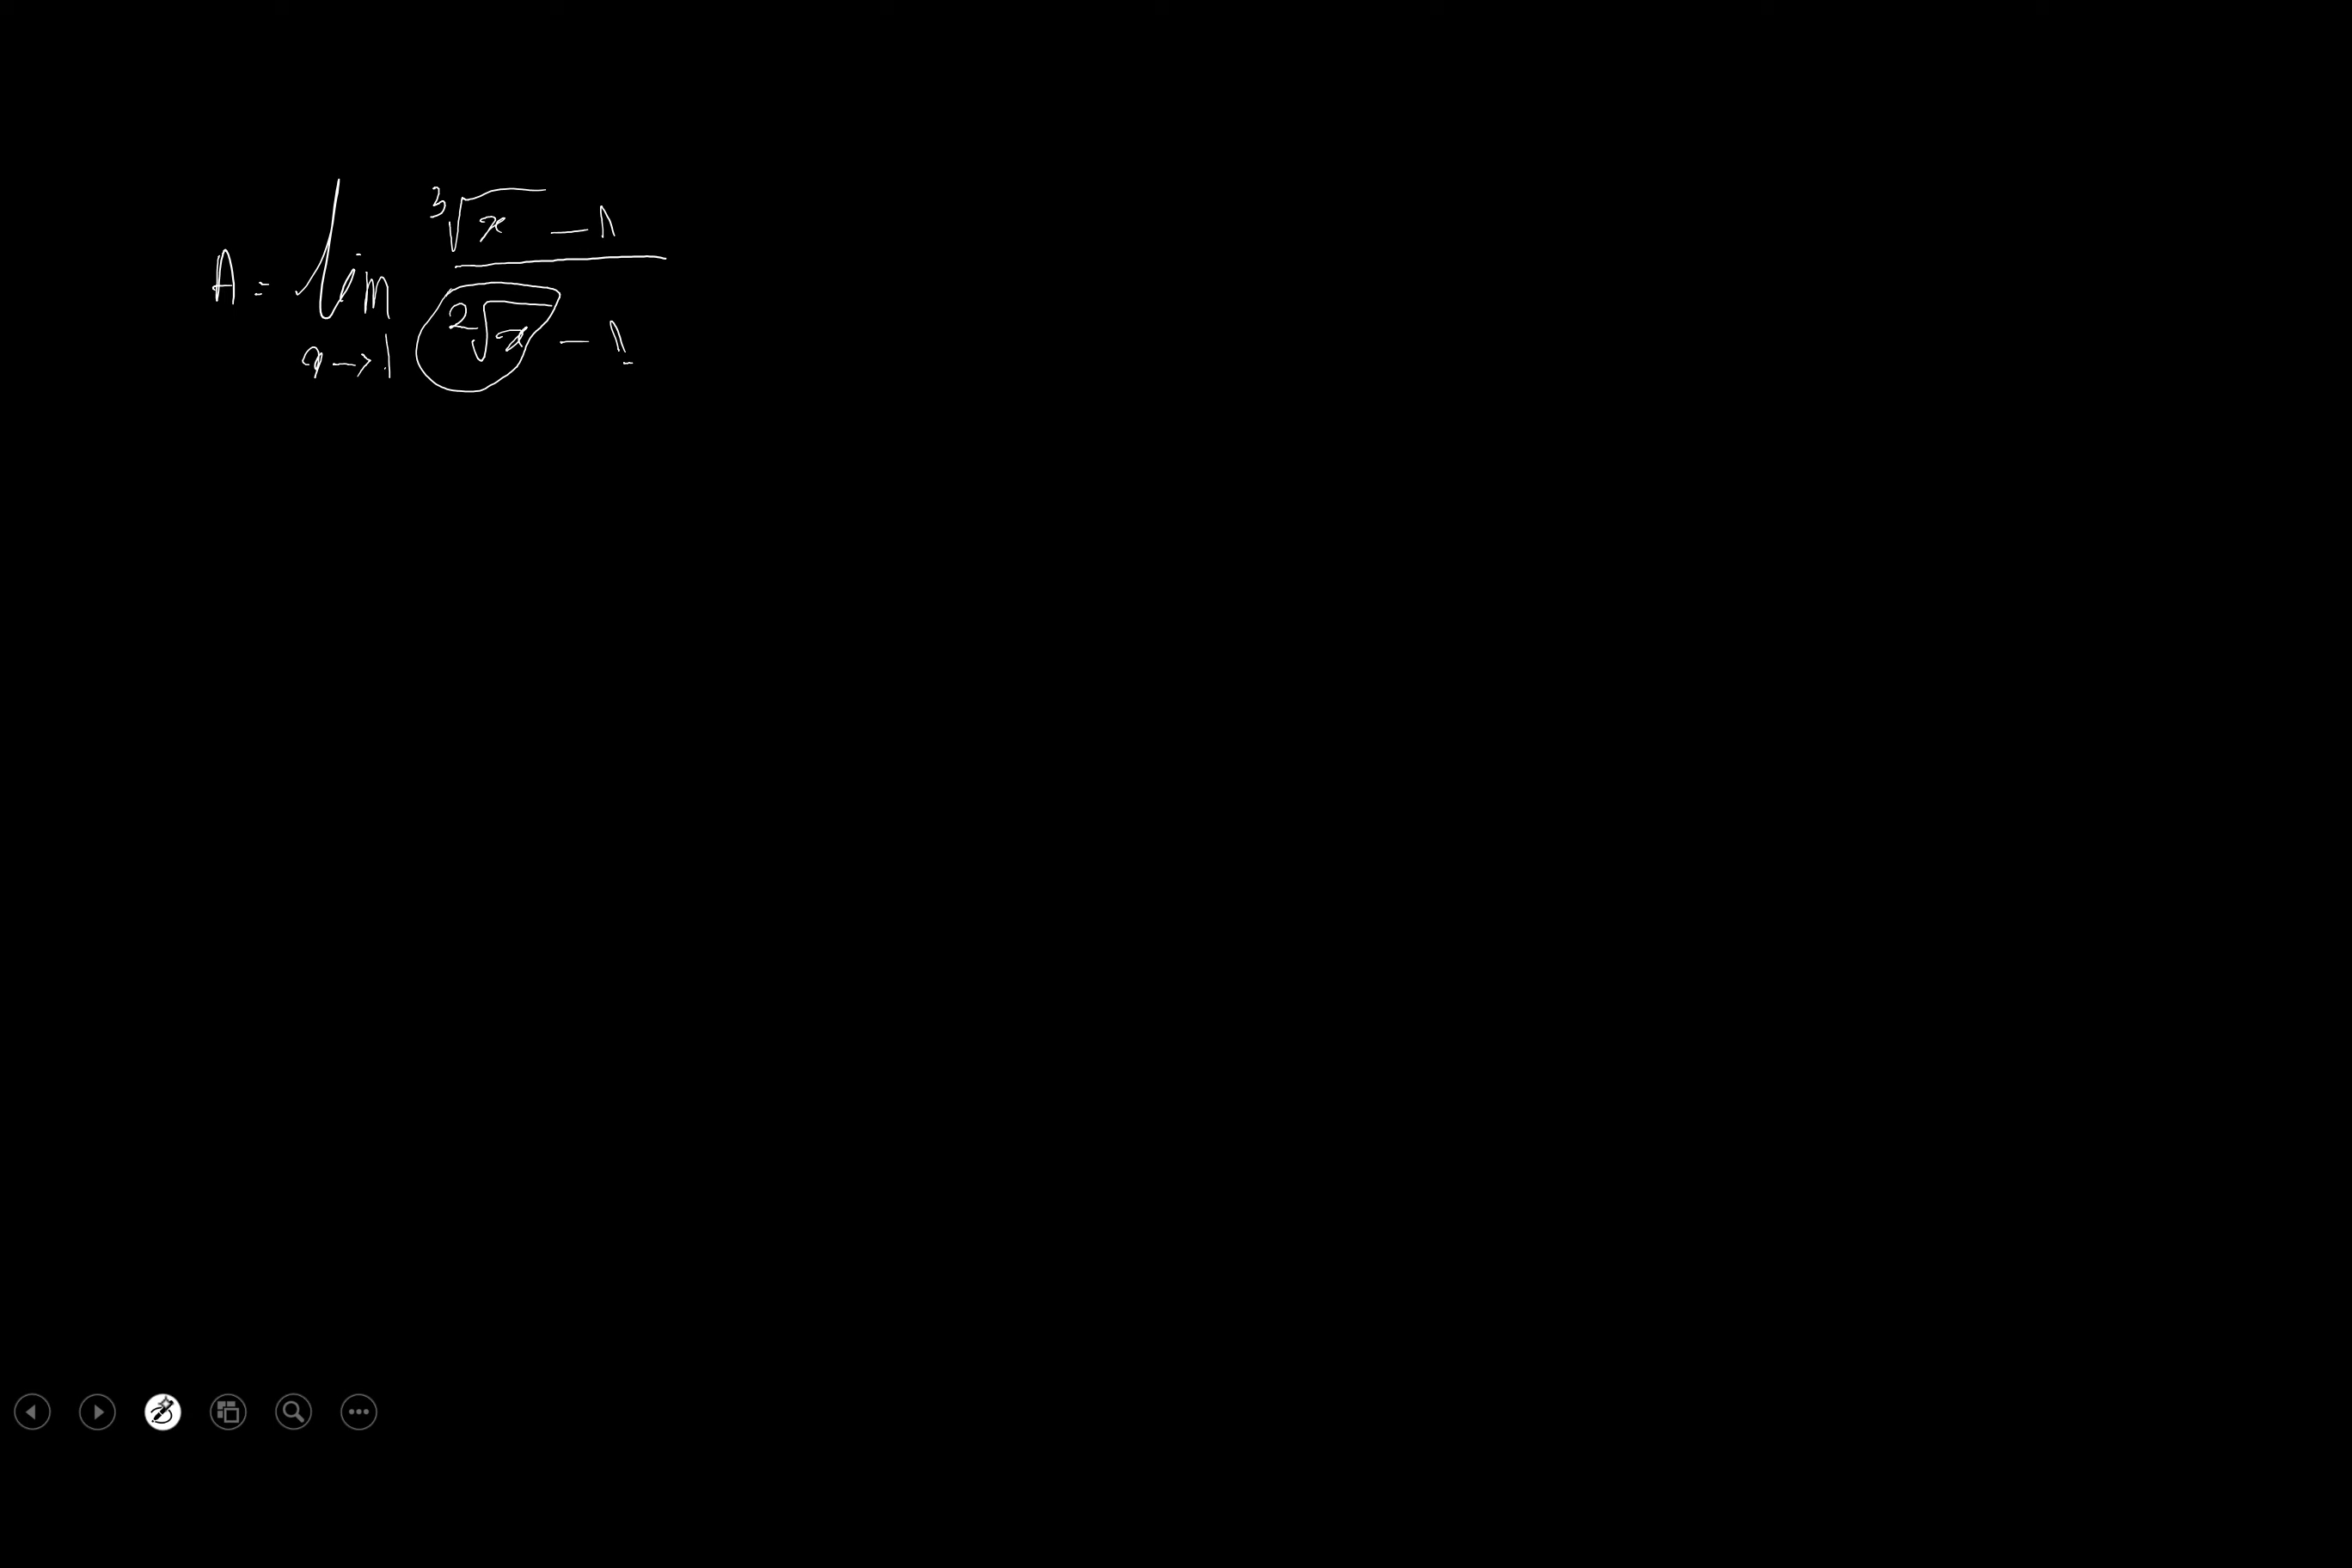 A = lim ∛x - 1
x → 1 ²√x - 1